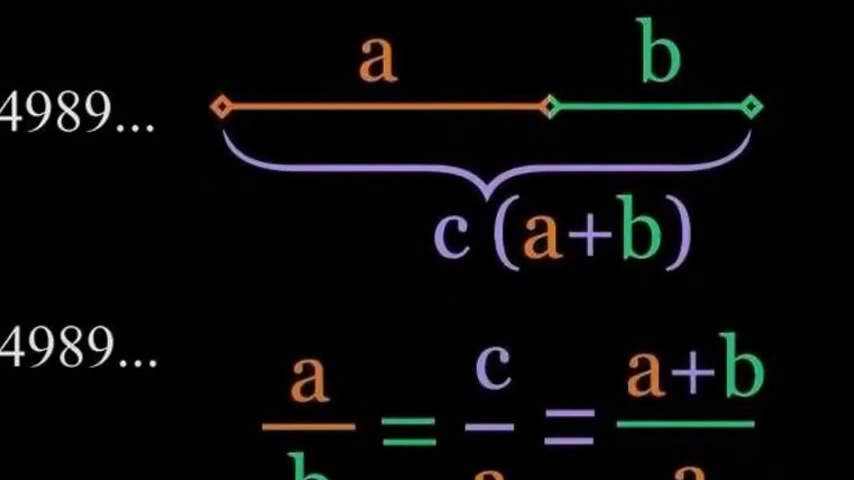 a b
4989...
c (a+b)
4989...
a c a+b
= =
b a a